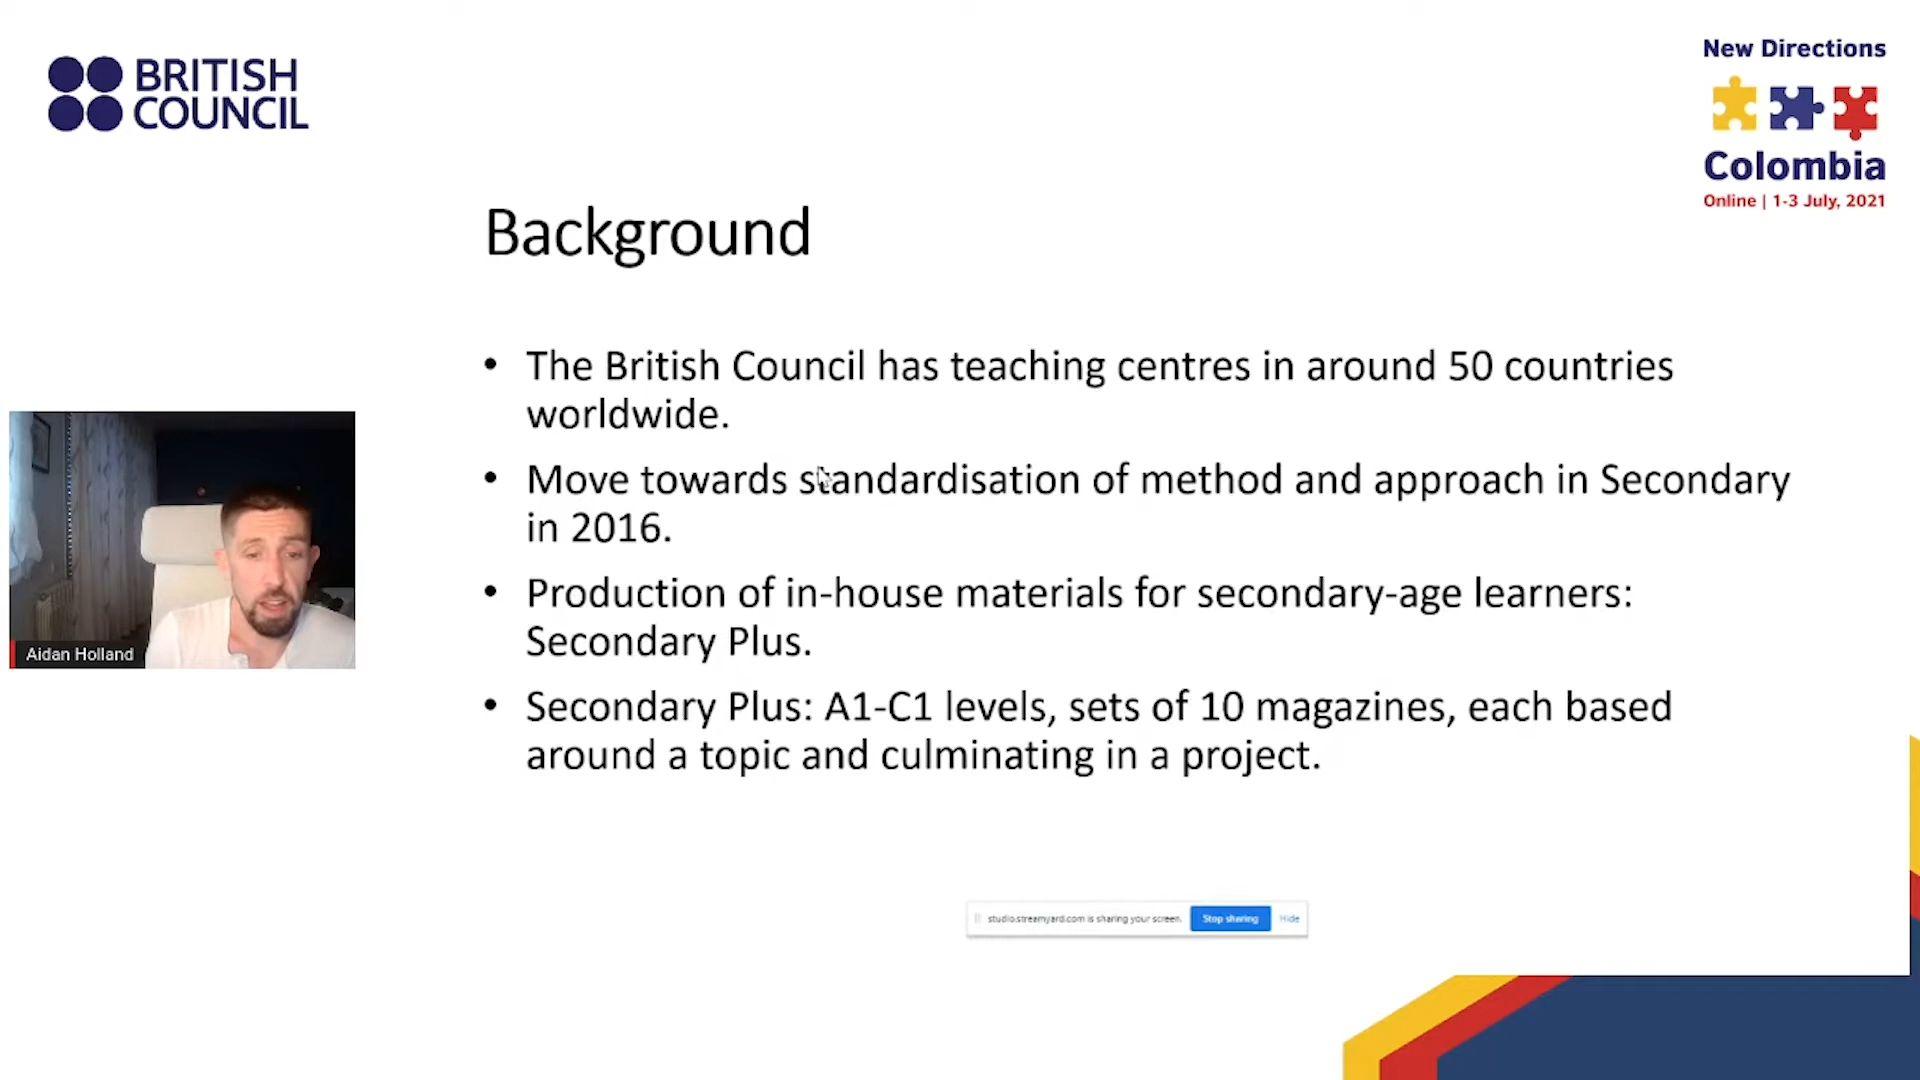 BRITISH
COUNCIL
New Directions
Colombia
Online | 1-3 July, 2021
Background
• The British Council has teaching centres in around 50 countries
worldwide.
• Move towards standardisation of method and approach in Secondary
in 2016.
• Production of in-house materials for secondary-age learners:
Secondary Plus.
• Secondary Plus: A1-C1 levels, sets of 10 magazines, each based
around a topic and culminating in a project.
Aidan Holland
studio.streamyard.com is sharing your screen. Stop sharing Hide